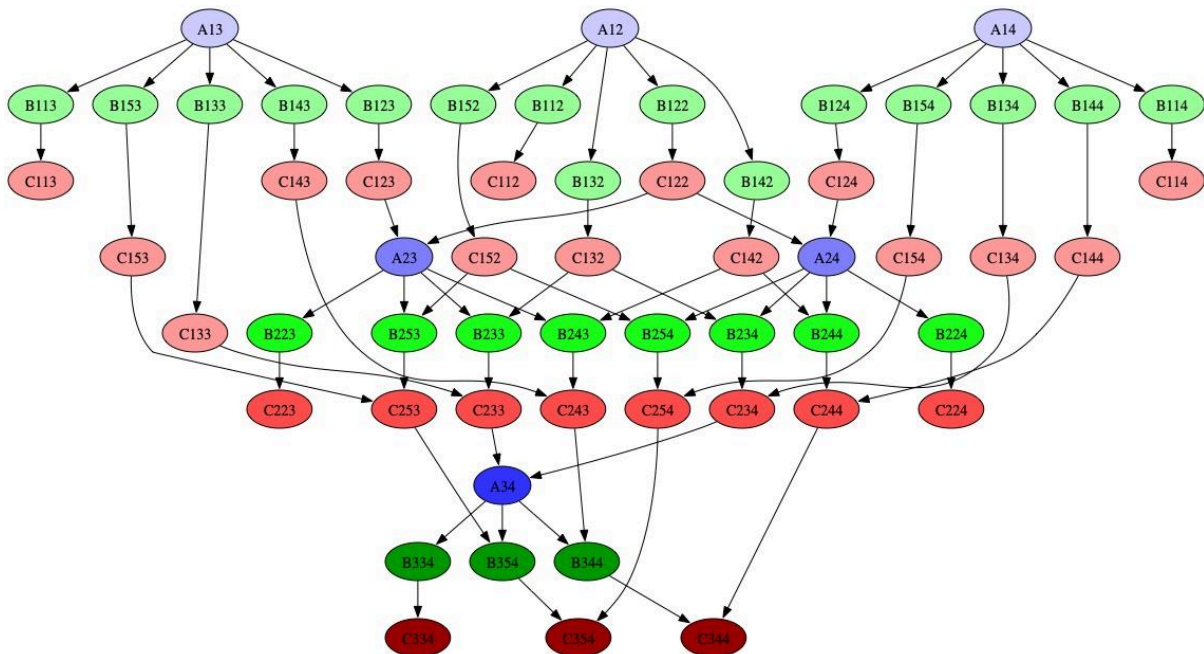 A13 A12 A14
B113 B153 B133 B143 B123 B152 B112 B122 B124 B154 B134 B144 B114
C113 C143 C123 C112 B132 C122 B142 C124 C114
C153 A23 C152 C132 C142 A24 C154 C134 C144
C133 B223 B253 B233 B243 B254 B234 B244 B224
C223 C253 C233 C243 C254 C234 C244 C224
A34
B334 B354 B344
C334 C354 C344